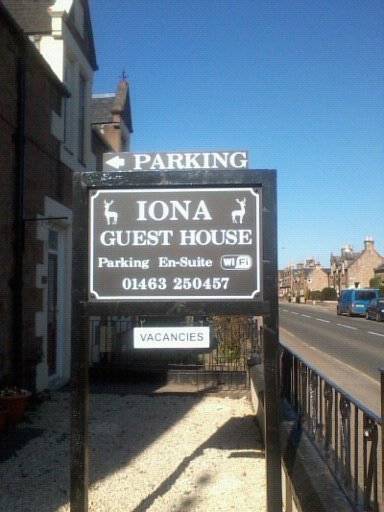 PARKING
IONA
GUEST HOUSE
Parking En-Suite WiFi
01463 250457
VACANCIES